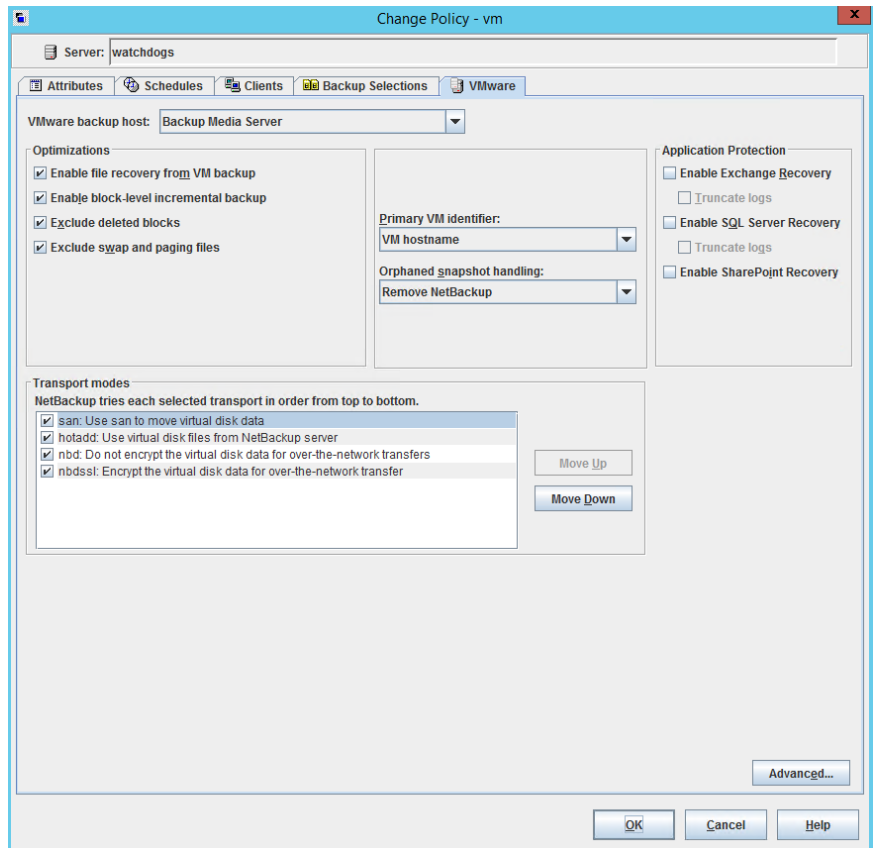 Change Policy - vm
x
Server: watchdogs
Attributes Schedules Clients Backup Selections VMware
VMware backup host: Backup Media Server
Optimizations
Enable file recovery from VM backup
Enable block-level incremental backup
Exclude deleted blocks
Exclude swap and paging files
Primary VM identifier:
VM hostname
Orphaned snapshot handling:
Remove NetBackup
Application Protection
Enable Exchange Recovery
Truncate logs
Enable SQL Server Recovery
Truncate logs
Enable SharePoint Recovery
Transport modes
NetBackup tries each selected transport in order from top to bottom.
san: Use san to move virtual disk data
hotadd: Use virtual disk files from NetBackup server
nbd: Do not encrypt the virtual disk data for over-the-network transfers
nbdssl: Encrypt the virtual disk data for over-the-network transfer
Move Up
Move Down
Advanced...
OK Cancel Help